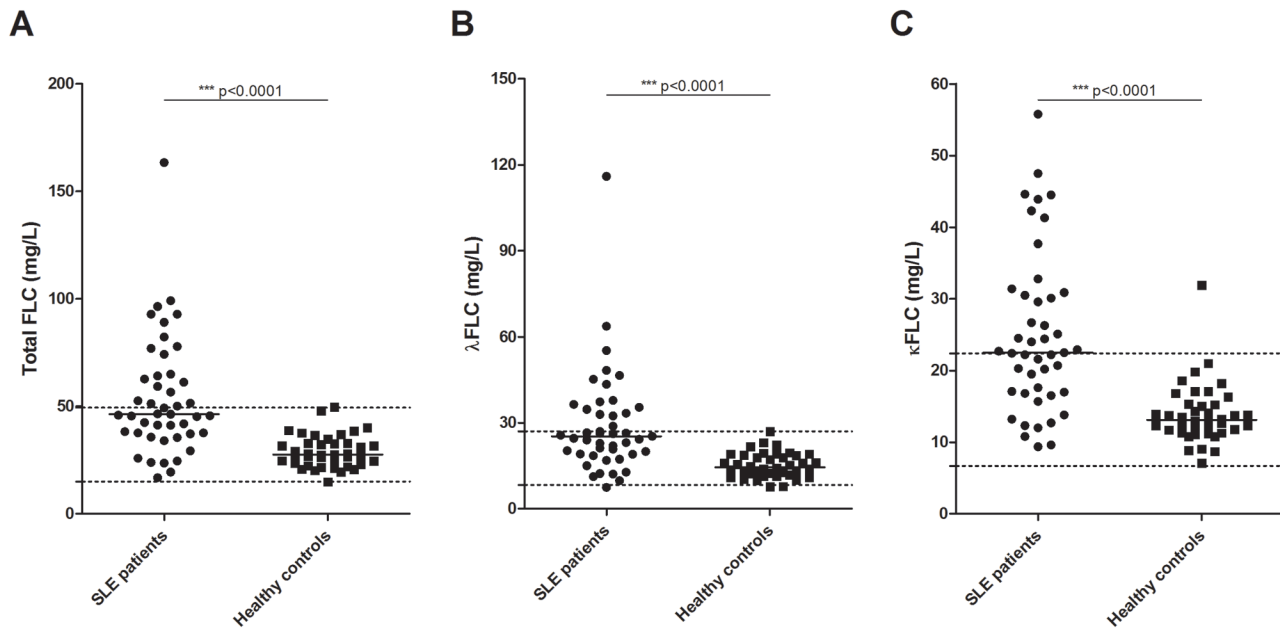 A
B
C
*** p<0.0001
*** p<0.0001
*** p<0.0001
Total FLC (mg/L)
200
150
100
50
0
SLE patients
Healthy controls
λFLC (mg/L)
150
120
90
60
30
0
SLE patients
Healthy controls
κFLC (mg/L)
60
50
40
30
20
10
0
SLE patients
Healthy controls